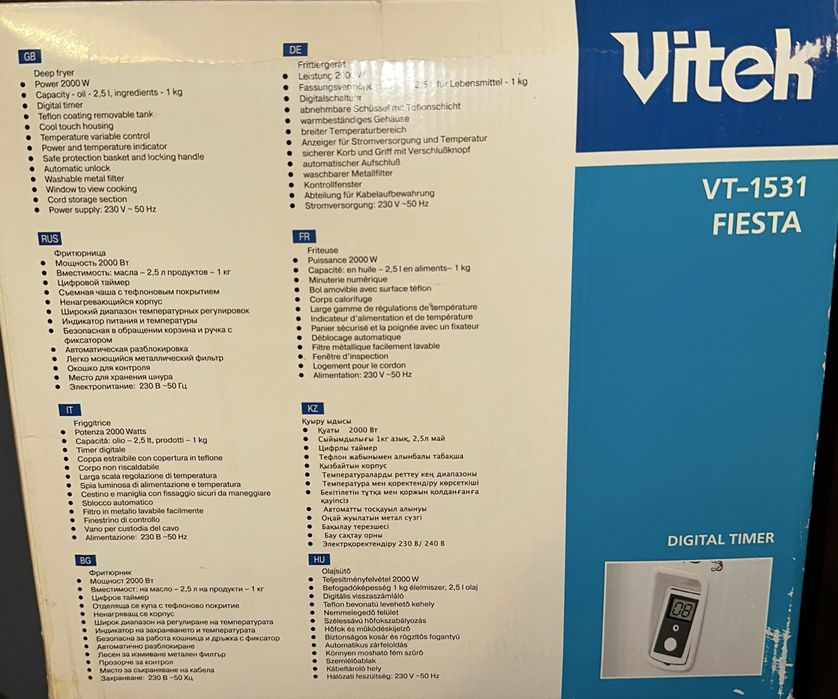 GB
Deep fryer
• Power 2000 W
• Capacity - oil - 2,5 l, ingredients - 1 kg
• Digital timer
• Teflon coating removable tank
• Cool touch housing
• Temperature variable control
• Power and temperature indicator
• Safe protection basket and locking handle
• Automatic unlock
• Washable metal filter
• Window to view cooking
• Cord storage section
• Power supply: 230 V ~ 50 Hz
RUS
Фритюрница
• Мощность 2000 Вт
• Вместимость: масла – 2,5 л продуктов – 1 кг
• Цифровой таймер
• Съемная чаша с тефлоновым покрытием
• Ненагревающийся корпус
• Широкий диапазон температурных регулировок
• Индикатор питания и температуры
• Безопасная в обращении корзина и ручка с
фиксатором
• Автоматическая разблокировка
• Легко моющийся металлический фильтр
• Окошко для контроля
• Место для хранения шнура
• Электропитание: 230 В ~50 Гц
IT
Friggitrice
• Potenza 2000 Watts
• Capacità: olio – 2,5 lt, prodotti – 1 kg
• Timer digitale
• Coppa estraibile con copertura in teflone
• Corpo non riscaldabile
• Larga scala regolazione di temperatura
• Spia luminosa di alimentazione e temperatura
• Cestino e maniglia con fissaggio sicuri da maneggiare
• Sblocco automatico
• Filtro in metallo lavabile facilmente
• Finestrino di controllo
• Vano per custodia del cavo
• Alimentazione: 230 V ~50 Hz
BG
Фритюрник
• Мощност 2000 Вт
• Вместимост: на масло – 2,5 л на продукти – 1 кг
• Цифров таймер
• Отделяща се купа с тефлоново покритие
• Ненагряващ се корпус
• Широк диапазон на регулиране на температурата
• Индикатор на захранването и температурата
• Безопасна за работа кошница и дръжка с фиксатор
• Автоматично разблокиране
• Лесен за измиване метален филтър
• Прозорче за контрол
• Място за съхраняване на кабела
• Захранване: 230 В ~50 Хц
DE
Frittiergerät
• Leistung 2000 W
• 2,5 l für Lebensmittel - 1 kg
• Digitalschaltuhr
• abnehmbare Schüssel mit Teflonschicht
• warmbeständiges Gehäuse
• breiter Temperaturbereich
• Anzeiger für Stromversorgung und Temperatur
• sicherer Korb und Griff mit Verschlußknopf
• automatischer Aufschluß
• waschbarer Metallfilter
• Kontrollfenster
• Abteilung für Kabelaufbewahrung
• Stromversorgung: 230 V ~ 50 Hz
FR
Friteuse
• Puissance 2000 W
• Capacité: en huile – 2,5 l en aliments– 1 kg
• Minuterie numérique
• Bol amovible avec surface téflon
• Corps calorifuge
• Large gamme de régulations de température
• Indicateur d'alimentation et de température
• Panier sécurisé et la poignée avec un fixateur
• Déblocage automatique
• Filtre métallique facilement lavable
• Fenêtre d'inspection
• Logement pour le cordon
• Alimentation: 230 V ~50 Hz
KZ
Қуыру ыдысы
• Қуаты 2000 Вт
• Сыйымдылығы 1кг азық, 2,5л май
• Цифрлы таймер
• Тефлон жабынымен алынбалы табақша
• Қызбайтын корпус
• Температураларды реттеу кең диапазоны
• Температура мен қоректендіру көрсеткіші
• Бекітілетін тұтқа мен қоржын қолданғанға
қауіпсіз
• Автоматты тосқауыл алынуы
• Оңай жуылатын метал сүзгі
• Бақылау терезшесі
• Бау сақтау орны
• Электрқоректендіру 230 В/ 240 В
HU
Olajsütő
• Teljesítményfelvétel 2000 W
• Befogadóképesség 1 kg élelmiszer, 2,5 l olaj
• Digitális visszaszámláló
• Teflon bevonatú levehető kehely
• Nemmelegedő felület
• Szélessávú hőfokszabályozás
• Hőfok és működéskijelző
• Biztonságos kosár és rögzítős fogantyú
• Automatikus zárfeloldás
• Könnyen mosható fém szűrő
• Szemlélőablak
• Kábeltároló hely
• Hálózati feszültség: 230 V ~50 Hz
Vitek
VT–1531
FIESTA
DIGITAL TIMER
08